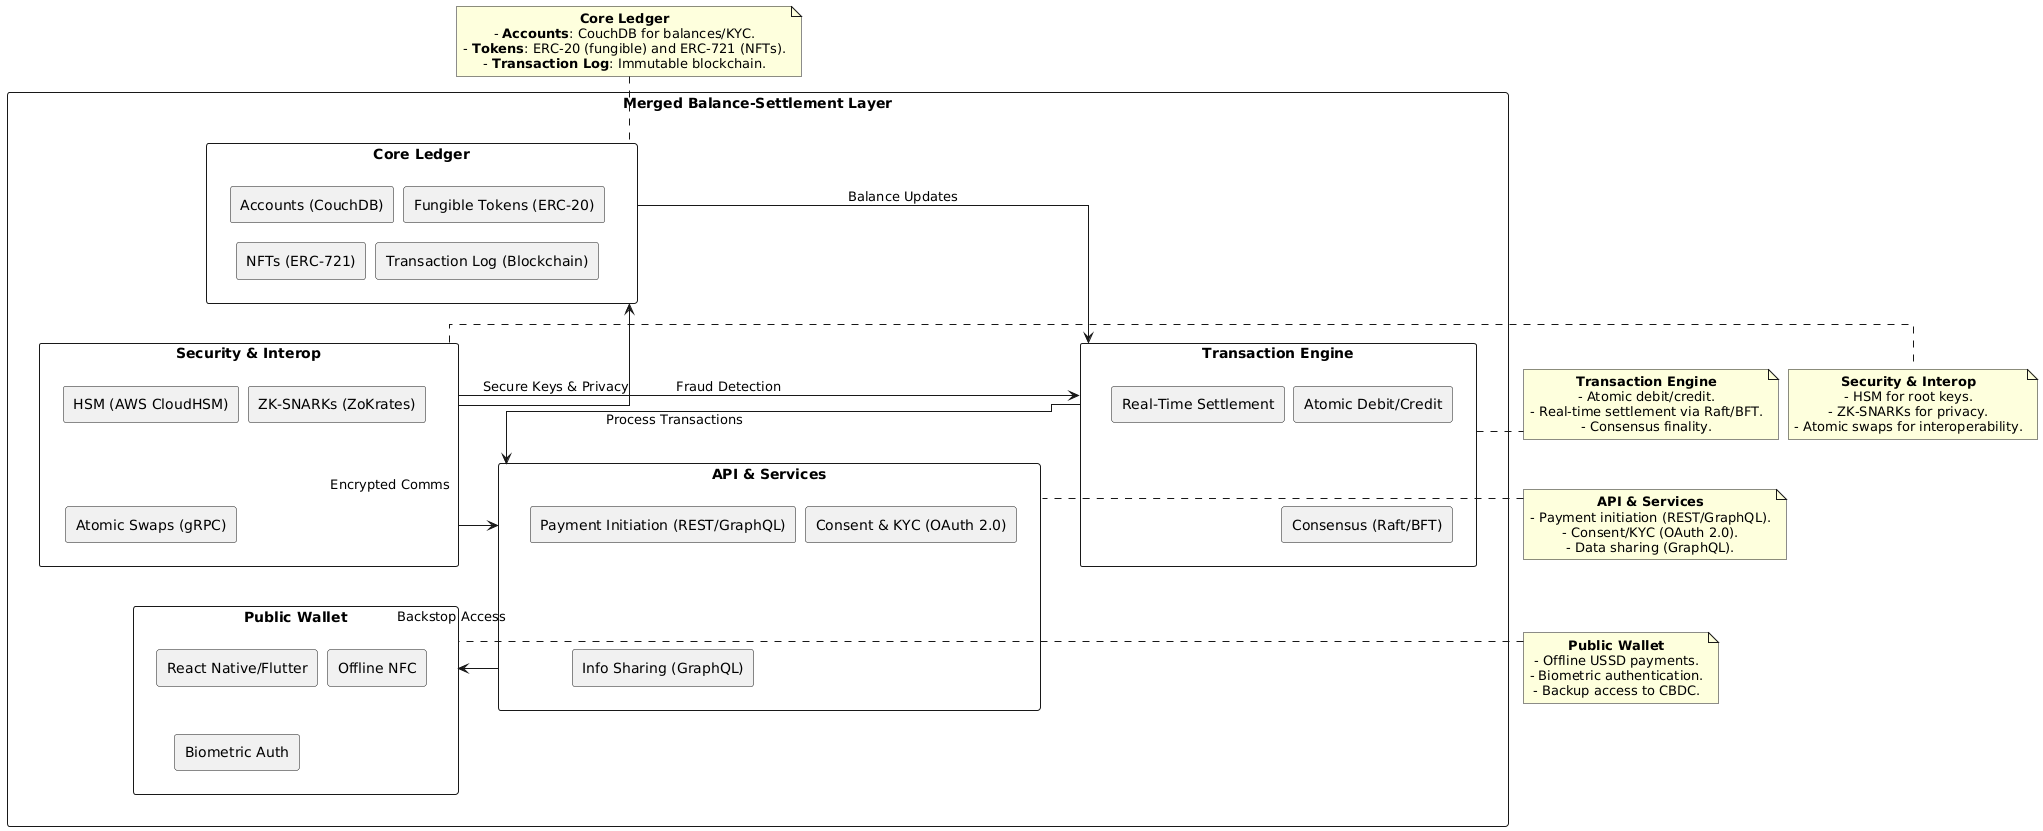 Core Ledger
- Accounts: CouchDB for balances/KYC.
- Tokens: ERC-20 (fungible) and ERC-721 (NFTs).
- Transaction Log: Immutable blockchain.
Merged Balance-Settlement Layer
Core Ledger
Accounts (CouchDB)
Fungible Tokens (ERC-20)
NFTs (ERC-721)
Transaction Log (Blockchain)
Balance Updates
Security & Interop
HSM (AWS CloudHSM)
ZK-SNARKs (ZoKrates)
Atomic Swaps (gRPC)
Secure Keys & Privacy
Fraud Detection
Process Transactions
Encrypted Comms
Transaction Engine
Real-Time Settlement
Atomic Debit/Credit
Consensus (Raft/BFT)
API & Services
Payment Initiation (REST/GraphQL)
Consent & KYC (OAuth 2.0)
Info Sharing (GraphQL)
Backstop Access
Public Wallet
React Native/Flutter
Offline NFC
Biometric Auth
Transaction Engine
- Atomic debit/credit.
- Real-time settlement via Raft/BFT.
- Consensus finality.
Security & Interop
- HSM for root keys.
- ZK-SNARKs for privacy.
- Atomic swaps for interoperability.
API & Services
- Payment initiation (REST/GraphQL).
- Consent/KYC (OAuth 2.0).
- Data sharing (GraphQL).
Public Wallet
- Offline USSD payments.
- Biometric authentication.
- Backup access to CBDC.